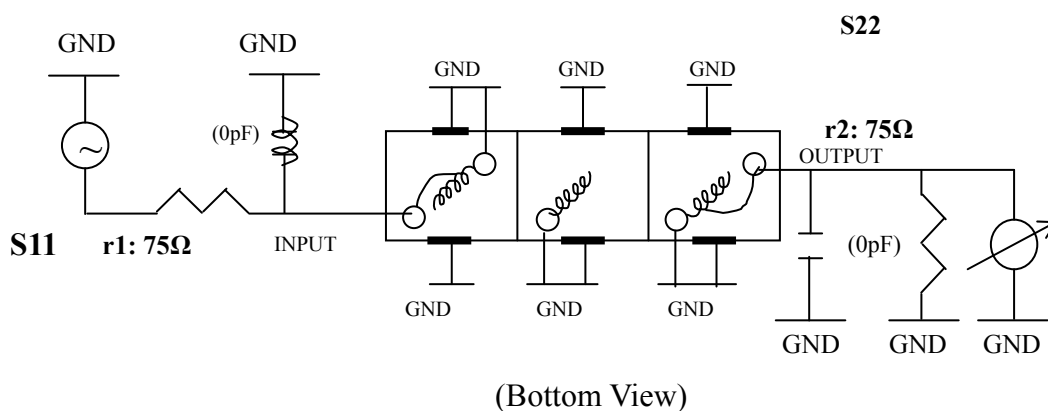 S22
GND
GND
GND
GND
GND
(0pF)
r2: 75Ω
OUTPUT
~
S11
r1: 75Ω
INPUT
(0pF)
GND
GND
GND
GND
GND
GND
(Bottom View)